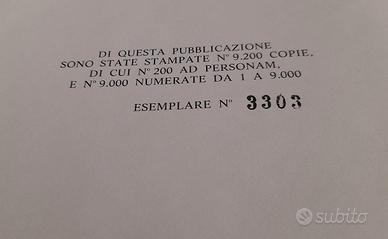 DI QUESTA PUBBLICAZIONE
SONO STATE STAMPATE N° 9.200 COPIE,
DI CUI N° 200 AD PERSONAM,
E N° 9.000 NUMERATE DA 1 A 9.000
ESEMPLARE N° 3303
subito